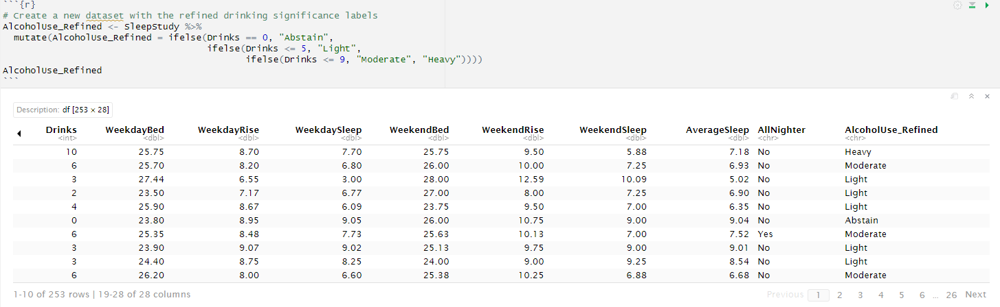 ```{r}
# Create a new dataset with the refined drinking significance labels
AlcoholUse_Refined <- SleepStudy %>%
  mutate(AlcoholUse_Refined = ifelse(Drinks == 0, "Abstain",
                                     ifelse(Drinks <= 5, "Light",
                                            ifelse(Drinks <= 9, "Moderate", "Heavy"))))
AlcoholUse_Refined
```
Description: df [253 × 28]
Drinks WeekdayBed WeekdayRise WeekdaySleep WeekendBed WeekendRise WeekendSleep AverageSleep AllNighter AlcoholUse_Refined
<int> <dbl> <dbl> <dbl> <dbl> <dbl> <dbl> <dbl> <chr> <chr>
10 25.75 8.70 7.70 25.75 9.50 5.88 7.18 No Heavy
6 25.70 8.20 6.80 26.00 10.00 7.25 6.93 No Moderate
3 27.44 6.55 3.00 28.00 12.59 10.09 5.02 No Light
2 23.50 7.17 6.77 27.00 8.00 7.25 6.90 No Light
4 25.90 8.67 6.09 23.75 9.50 7.00 6.35 No Light
0 23.80 8.95 9.05 26.00 10.75 9.00 9.04 No Abstain
6 25.35 8.48 7.73 25.63 10.13 7.00 7.52 Yes Moderate
3 23.90 9.07 9.02 25.13 9.75 9.00 9.01 No Light
3 24.40 8.75 8.25 24.00 9.00 9.25 8.54 No Light
6 26.20 8.00 6.60 25.38 10.25 6.88 6.68 No Moderate
1-10 of 253 rows | 19-28 of 28 columns Previous 1 2 3 4 5 6 ... 26 Next